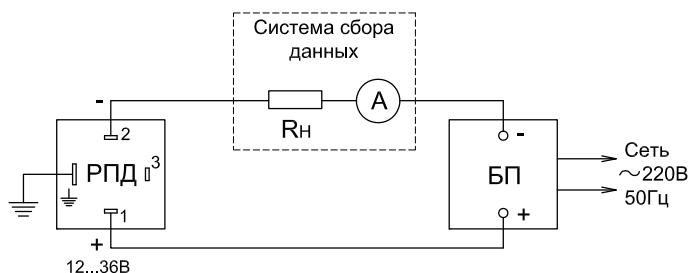 Система сбора
данных
-
A
Rн
2
3
РПД
1
+
12...36В
-
БП
+
Сеть
~220В
50Гц